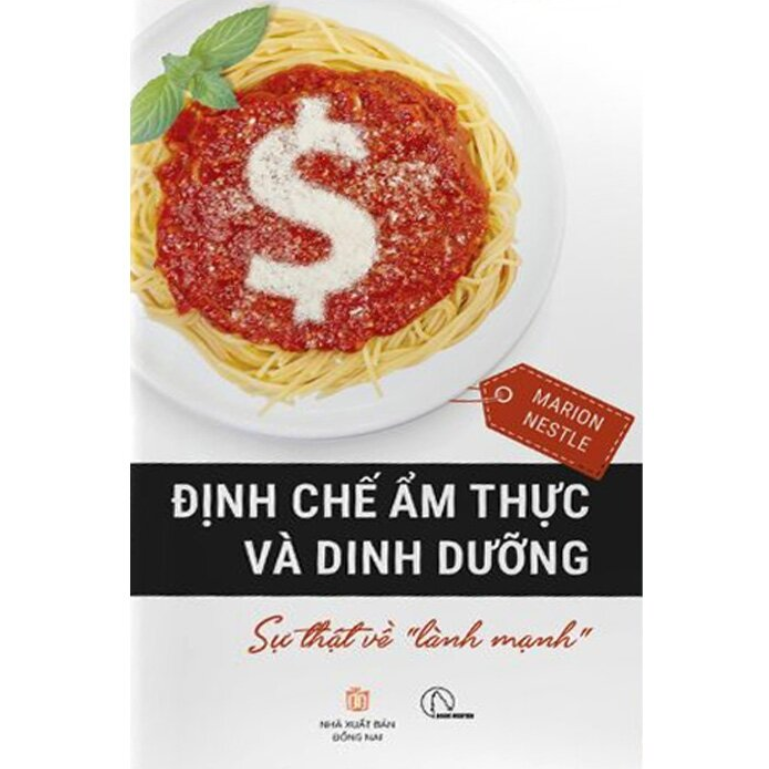 MARION
NESTLE
ĐỊNH CHẾ ẨM THỰC
VÀ DINH DƯỠNG
Sự thật về "lành mạnh"
NHÀ XUẤT BẢN
ĐỒNG NAI